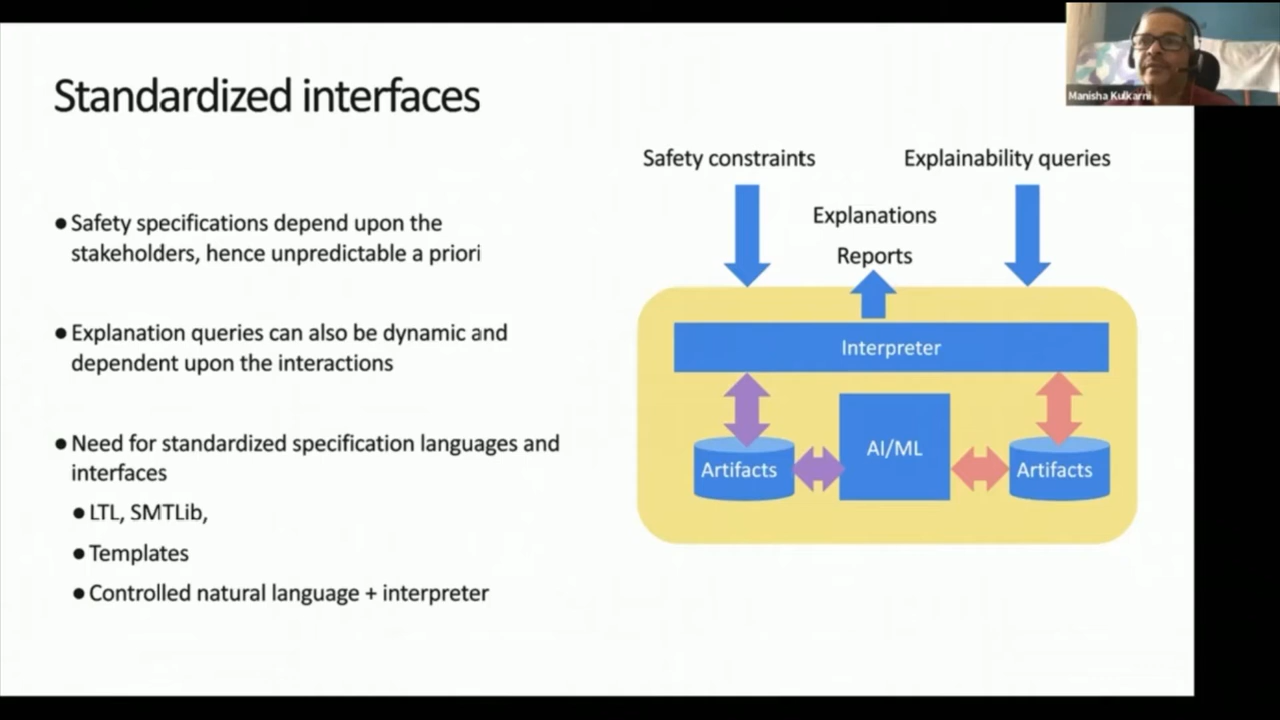 Standardized interfaces
● Safety specifications depend upon the
stakeholders, hence unpredictable a priori
● Explanation queries can also be dynamic and
dependent upon the interactions
● Need for standardized specification languages and
interfaces
● LTL, SMTLib,
● Templates
● Controlled natural language + interpreter
Safety constraints
Explainability queries
Explanations
Reports
Interpreter
Artifacts
AI/ML
Artifacts
Manisha Kulkarni